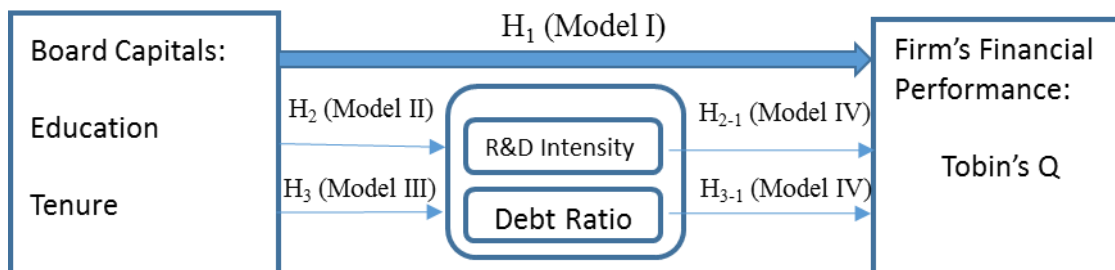 Board Capitals:
Education
Tenure
H₁ (Model I)
H₂ (Model II)
H₃ (Model III)
R&D Intensity
Debt Ratio
H₂₋₁ (Model IV)
H₃₋₁ (Model IV)
Firm's Financial
Performance:
Tobin's Q